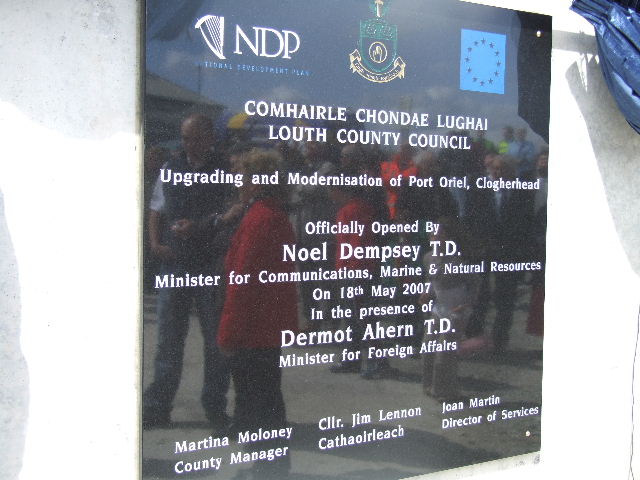 NDP
NATIONAL DEVELOPMENT PLAN
COMHAIRLE CHONDAE LUGHAI
LOUTH COUNTY COUNCIL
Upgrading and Modernisation of Port Oriel, Clogherhead
Officially Opened By
Noel Dempsey T.D.
Minister for Communications, Marine & Natural Resources
On 18th May 2007
In the presence of
Dermot Ahern T.D.
Minister for Foreign Affairs
Martina Moloney
County Manager
Cllr. Jim Lennon
Cathaoirleach
Joan Martin
Director of Services